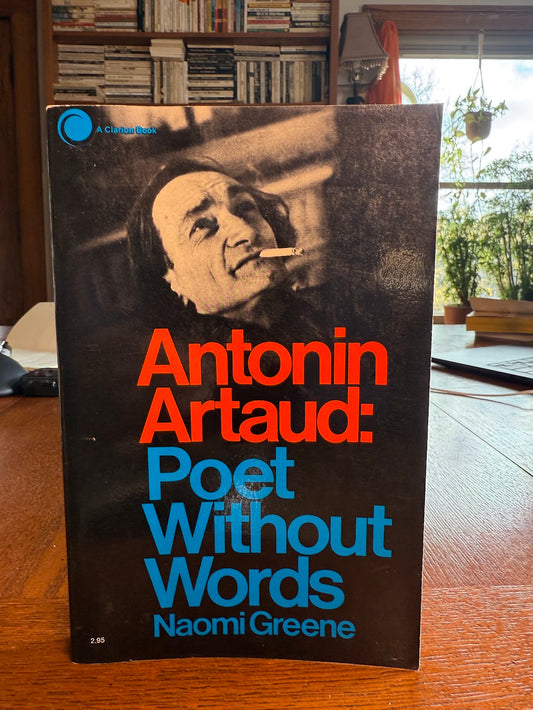 A Clarion Book
Antonin
Artaud:
Poet
Without
Words
Naomi Greene
2.95